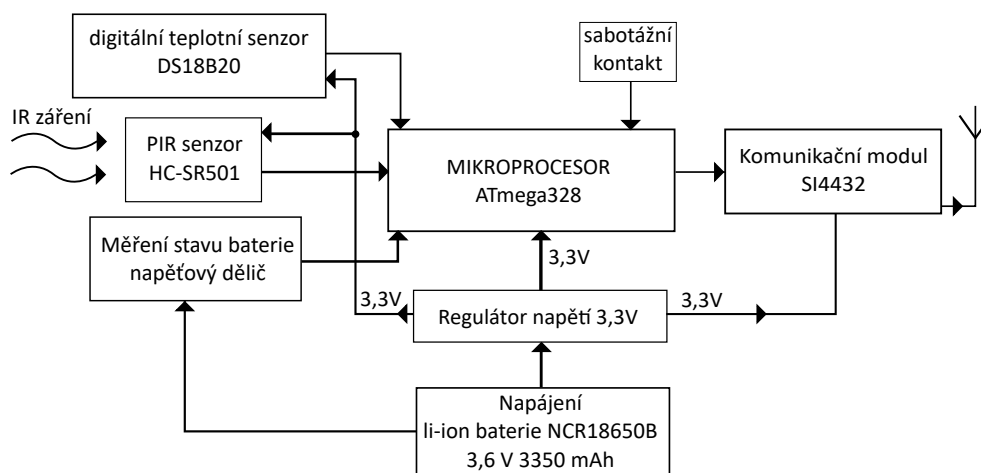 digitální teplotní senzor
DS18B20
sabotážní
kontakt
IR záření
PIR senzor
HC-SR501
MIKROPROCESOR
ATmega328
Komunikační modul
SI4432
Měření stavu baterie
napěťový dělič
3,3V
3,3V
3,3V
Regulátor napětí 3,3V
Napájení
li-ion baterie NCR18650B
3,6 V 3350 mAh